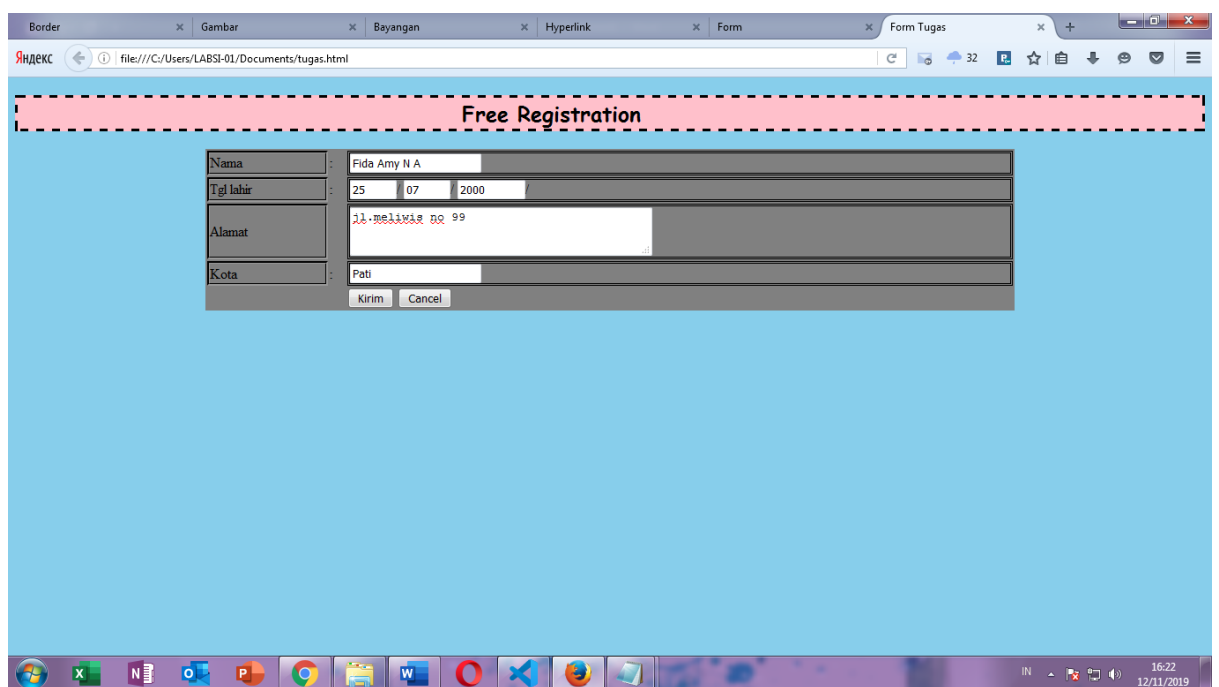 Border Gambar Bayangan Hyperlink Form Form Tugas
Яндекс file:///C:/Users/LABSI-01/Documents/tugas.html 32
Free Registration
Nama : Fida Amy N A
Tgl lahir : 25 / 07 / 2000 /
Alamat jl.meliwis no 99
Kota : Pati
Kirim Cancel
IN 16:22
12/11/2019